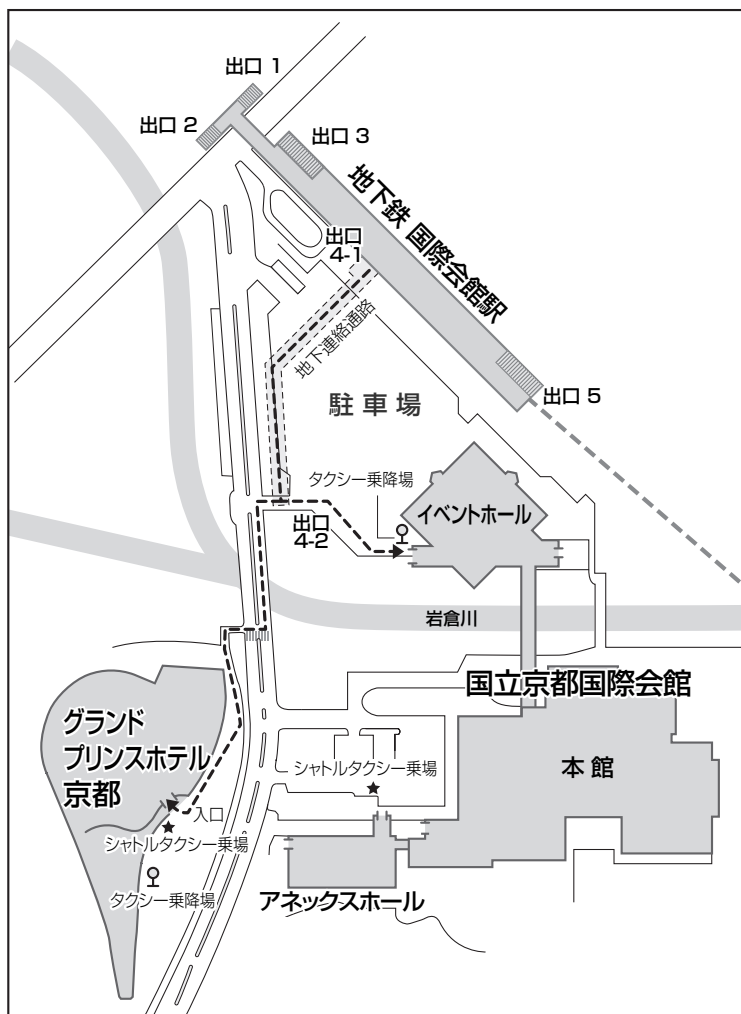 出口 1
出口 2
出口 3
地下鉄 国際会館駅
出口
4-1
地下連絡通路
駐車場
出口 5
タクシー乗降場
イベントホール
出口
4-2
岩倉川
国立京都国際会館
グランド
プリンスホテル
京都
シャトルタクシー乗場
本館
入口
シャトルタクシー乗場
タクシー乗降場
アネックスホール